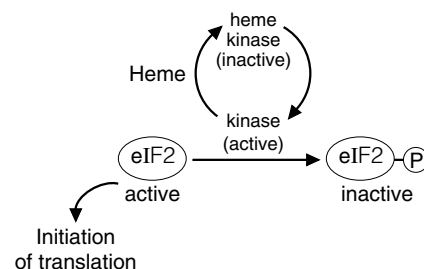 heme
kinase
(inactive)
Heme
kinase
(active)
eIF2
eIF2
P
active
inactive
Initiation
of translation